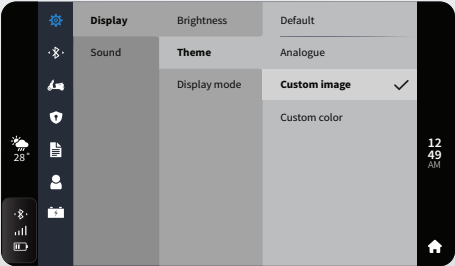 Display
Sound
Brightness
Theme
Display mode
Default
Analogue
Custom image
Custom color
28°
12
49
AM